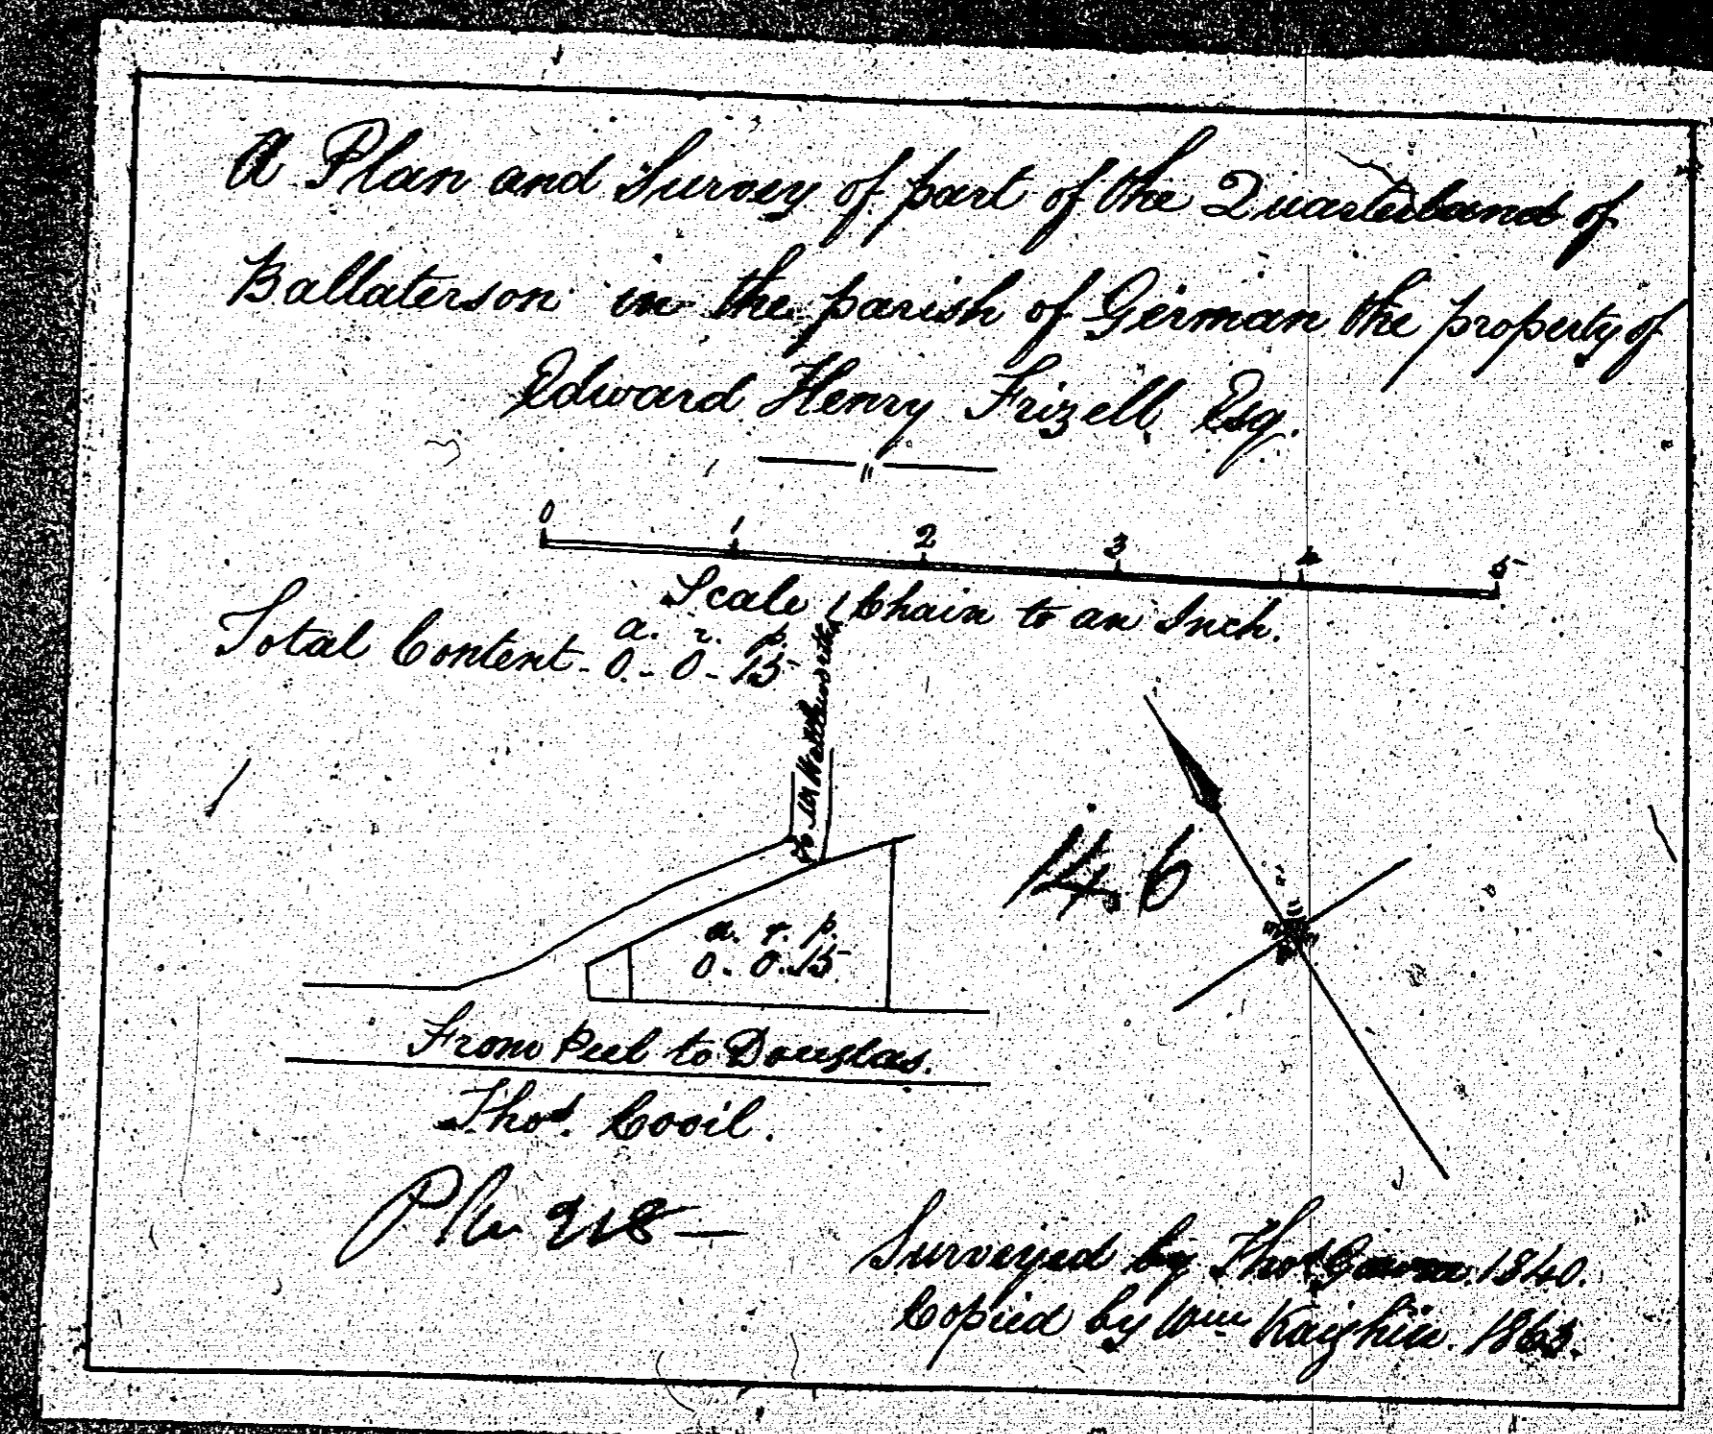 A Plan and Survey of part of the Quarterland of
Ballaterson in the parish of German the property of
Edward Henry Frizell Esq.
0 1 2 3 4 5
Scale 1 Chain to an Inch.
Total Content - a. r. p. 0. - 0 - 15
To
146
a. r. p.
0. 0. 15
From Peel to Douglas.
Thos. Cooil.
Plan
Surveyed by Thos Gawne 1840.
Copied by Wm Kaighin. 1863.